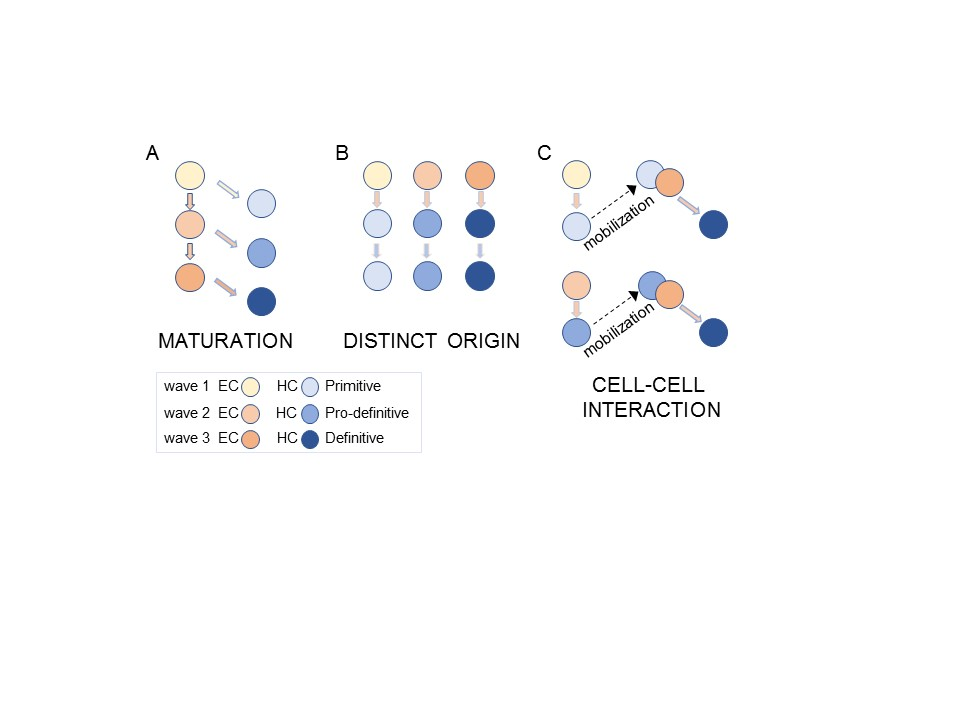 A
B
C
mobilization
mobilization
MATURATION
DISTINCT ORIGIN
CELL-CELL
INTERACTION
wave 1 EC HC Primitive
wave 2 EC HC Pro-definitive
wave 3 EC HC Definitive